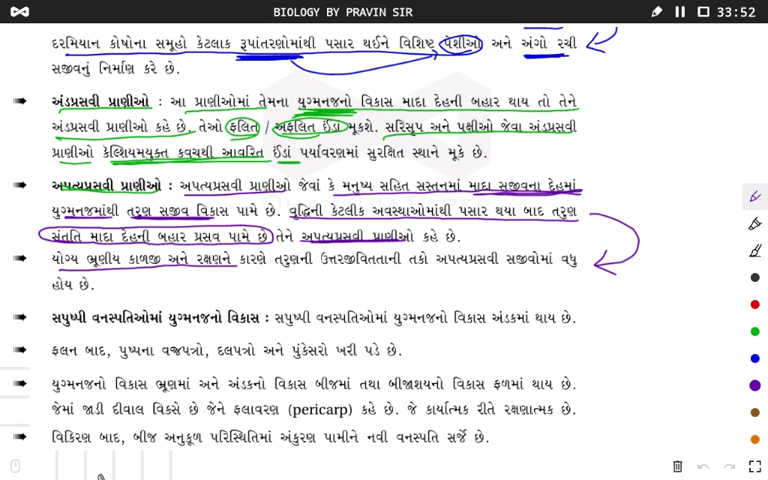 BIOLOGY BY PRAVIN SIR
33:52
દરમિયાન કોષોના સમૂહો કેટલાક રૂપાંતરણોમાંથી પસાર થઈને વિશિષ્ટ પેશીઓ અને અંગો રચી
સજીવનું નિર્માણ કરે છે.
અંડપ્રસવી પ્રાણીઓ : આ પ્રાણીઓમાં તેમના યુગ્મનજનો વિકાસ માદા દેહની બહાર થાય તો તેને
અંડપ્રસવી પ્રાણીઓ કહે છે. તેઓ ફલિત / અફલિત ઈંડા મૂકશે. સરિસૃપ અને પક્ષીઓ જેવા અંડપ્રસવી
પ્રાણીઓ કેલ્શિયમયુક્ત કવચથી આવરિત ઈંડાં પર્યાવરણમાં સુરક્ષિત સ્થાને મૂકે છે.
અપત્યપ્રસવી પ્રાણીઓ : અપત્યપ્રસવી પ્રાણીઓ જેવાં કે મનુષ્ય સહિત સસ્તનમાં માદા સજીવના દેહમાં
યુગ્મનજમાંથી તરુણ સજીવ વિકાસ પામે છે. વૃદ્ધિની કેટલીક અવસ્થાઓમાંથી પસાર થયા બાદ તરુણ
સંતતિ માદા દેહની બહાર પ્રસવ પામે છે તેને અપત્યપ્રસવી પ્રાણીઓ કહે છે.
યોગ્ય ભ્રૂણીય કાળજી અને રક્ષણને કારણે તરુણની ઉત્તરજીવિતતાની તકો અપત્યપ્રસવી સજીવોમાં વધુ
હોય છે.
સપુષ્પી વનસ્પતિઓમાં યુગ્મનજનો વિકાસ : સપુષ્પી વનસ્પતિઓમાં યુગ્મનજનો વિકાસ અંડકમાં થાય છે.
ફલન બાદ, પુષ્પના વજ્રપત્રો, દલપત્રો અને પુંકેસરો ખરી પડે છે.
યુગ્મનજનો વિકાસ ભ્રૂણમાં અને અંડકનો વિકાસ બીજમાં તથા બીજાશયનો વિકાસ ફળમાં થાય છે.
જેમાં જાડી દીવાલ વિકસે છે જેને ફલાવરણ (pericarp) કહે છે. જે કાર્યાત્મક રીતે રક્ષણાત્મક છે.
વિકિરણ બાદ, બીજ અનુકૂળ પરિસ્થિતિમાં અંકુરણ પામીને નવી વનસ્પતિ સર્જે છે.